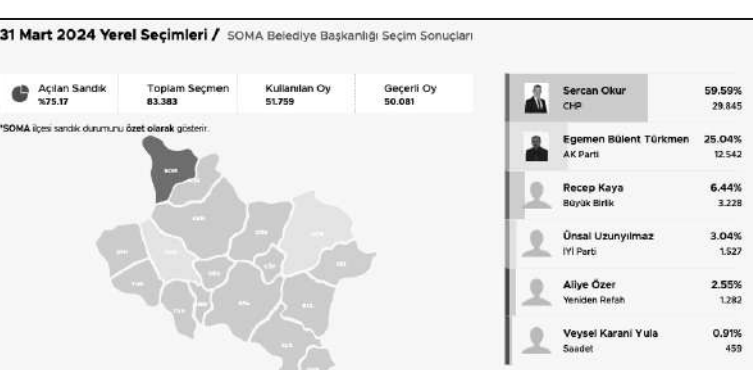 31 Mart 2024 Yerel Seçimleri / SOMA Belediye Başkanlığı Seçim Sonuçları
Açılan Sandık
%75.17
Toplam Seçmen
83.383
Kullanılan Oy
51.759
Geçerli Oy
50.081
*SOMA ilçesi sandık durumunu özet olarak gösterir.
Sercan Okur 59.59%
CHP 29.845
Egemen Bülent Türkmen 25.04%
AK Parti 12.542
Recep Kaya 6.44%
Büyük Birlik 3.228
Ünsal Uzunyılmaz 3.04%
İYİ Parti 1.527
Aliye Özer 2.55%
Yeniden Refah 1.282
Veysel Karani Yula 0.91%
Saadet 459